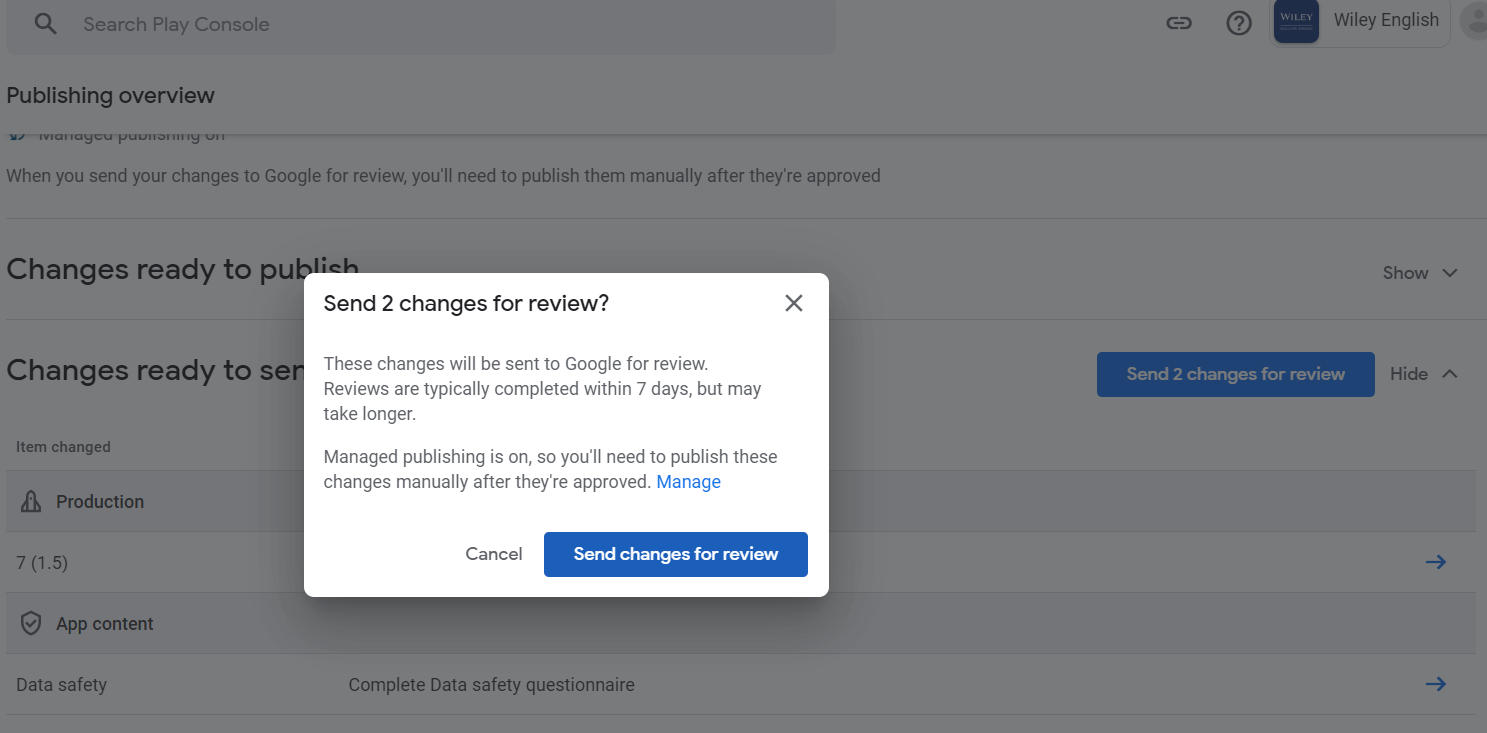 Search Play Console
WILEY
Wiley English
Publishing overview
Managed publishing on
When you send your changes to Google for review, you'll need to publish them manually after they're approved
Changes ready to publish
Show
Send 2 changes for review?
These changes will be sent to Google for review.
Reviews are typically completed within 7 days, but may
take longer.
Managed publishing is on, so you'll need to publish these
changes manually after they're approved. Manage
Cancel
Send changes for review
Changes ready to sen
Send 2 changes for review
Hide
Item changed
Production
7 (1.5)
App content
Data safety
Complete Data safety questionnaire